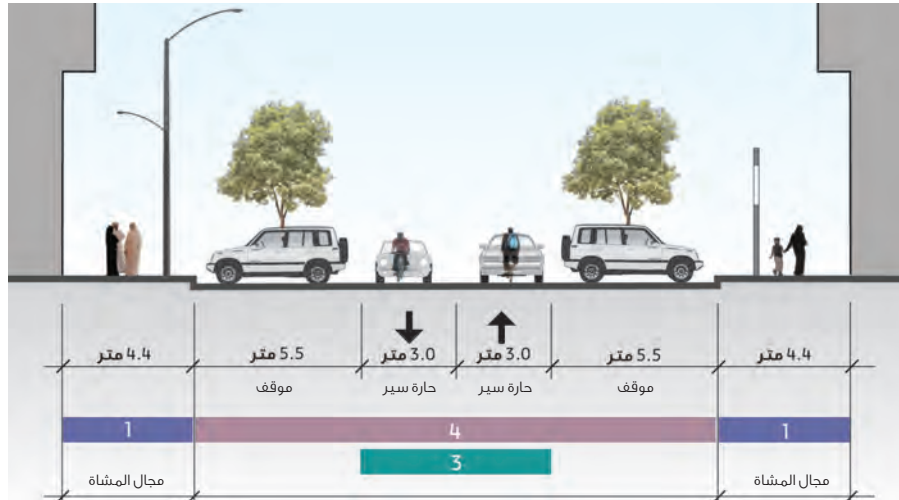 4.4 متر 5.5 متر 3.0 متر 3.0 متر 5.5 متر 4.4 متر
موقف حارة سير حارة سير موقف
1 4 1
3
مجال المشاة مجال المشاة